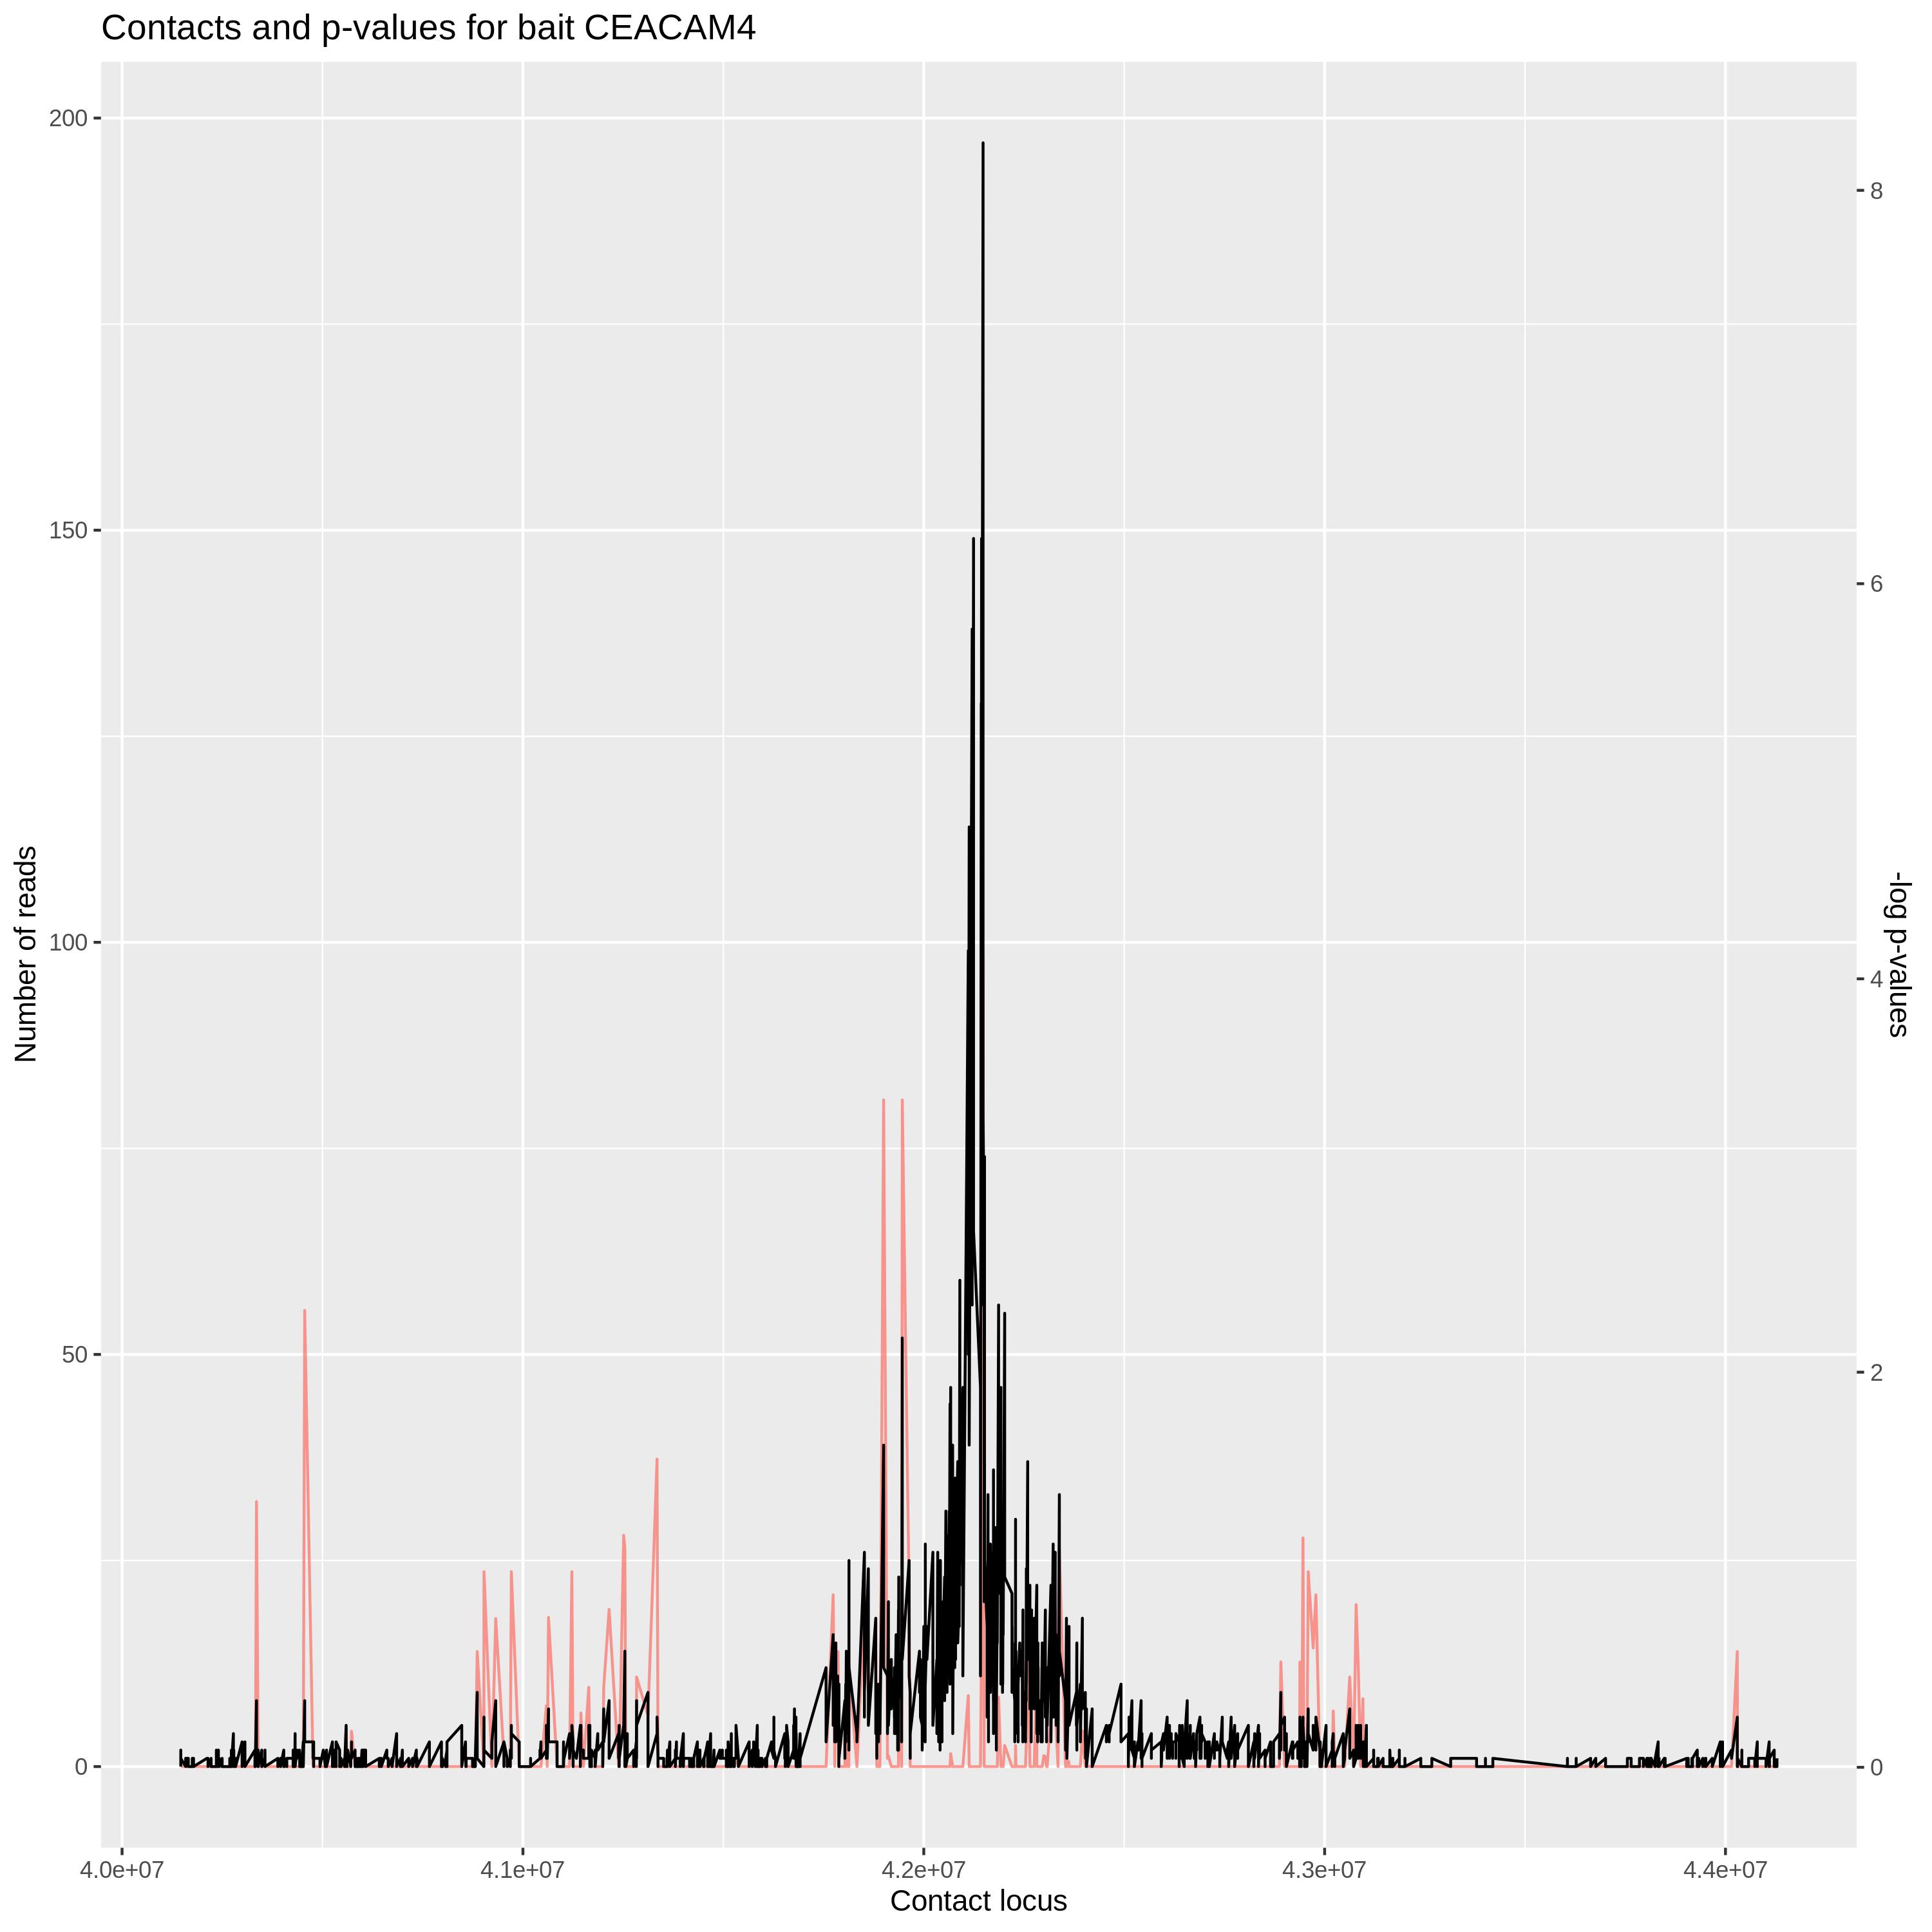 Contacts and p-values for bait CEACAM4
Number of reads
200
150
100
50
0
8
6
4
2
0
-log p-values
4.0e+07 4.1e+07 4.2e+07 4.3e+07 4.4e+07
Contact locus